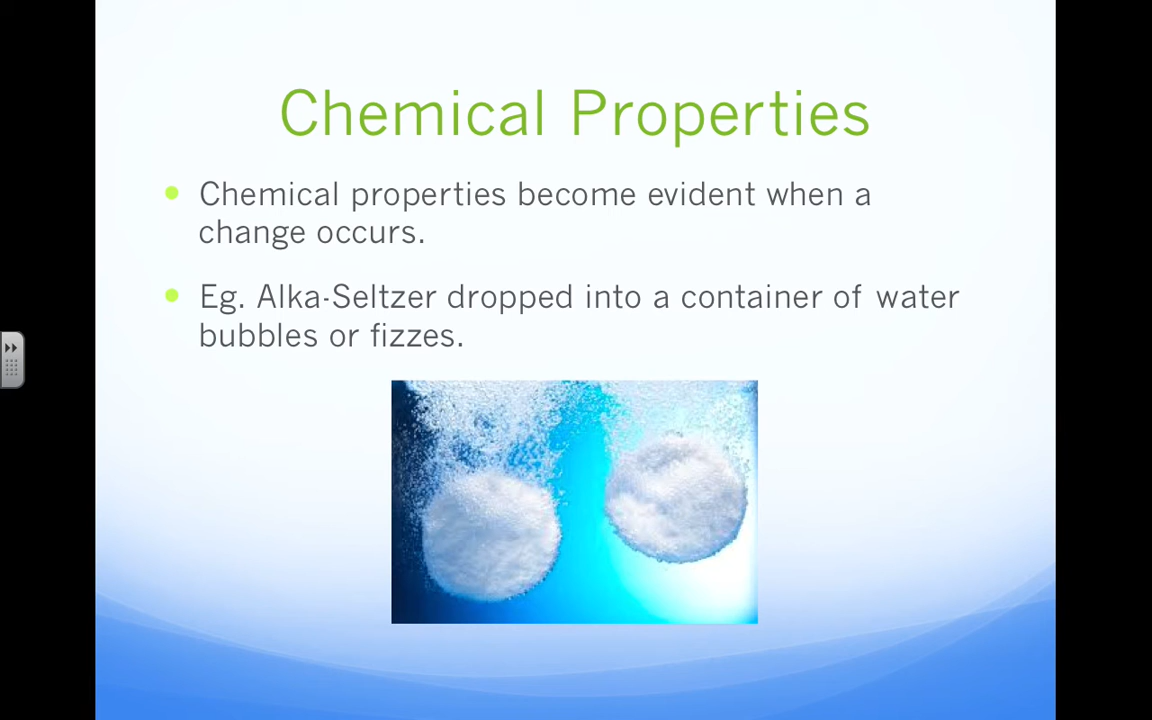 Chemical Properties
Chemical properties become evident when a
change occurs.
Eg. Alka-Seltzer dropped into a container of water
bubbles or fizzes.